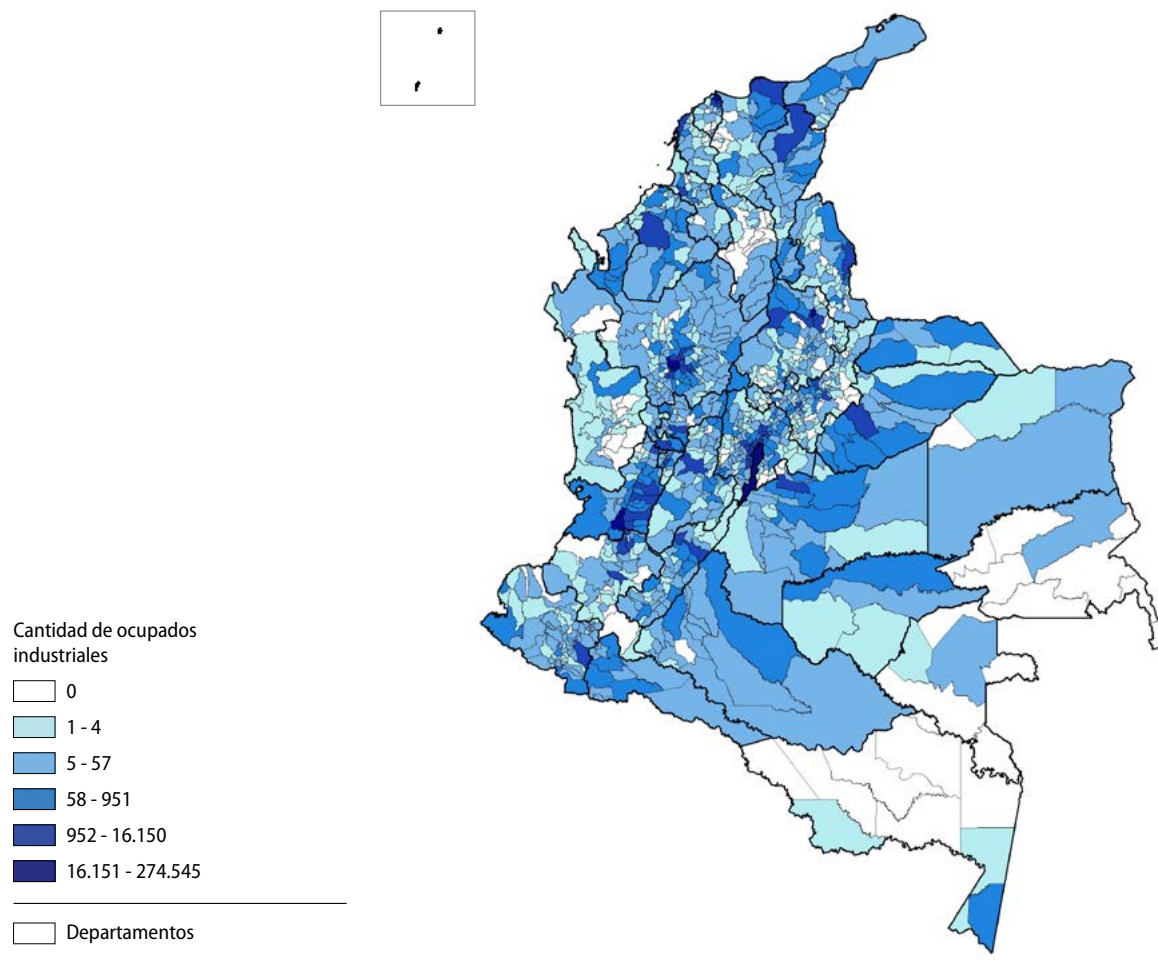 Cantidad de ocupados
industriales
0
1 - 4
5 - 57
58 - 951
952 - 16.150
16.151 - 274.545
Departamentos